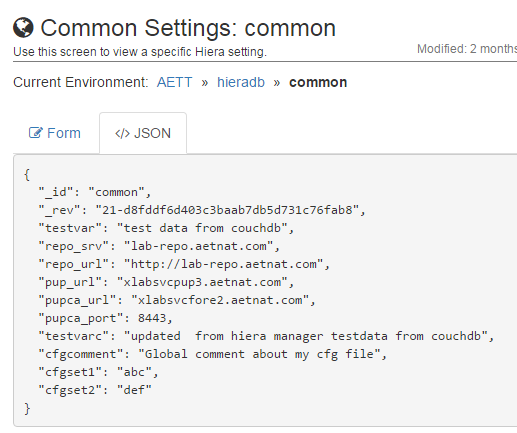 Common Settings: common
Use this screen to view a specific Hiera setting.
Modified: 2 months
Current Environment: AETT » hieradb » common
Form
</> JSON
{
"_id": "common",
"_rev": "21-d8fddf6d403c3baab7db5d731c76fab8",
"testvar": "test data from couchdb",
"repo_srv": "lab-repo.aetnat.com",
"repo_url": "http://lab-repo.aetnat.com",
"pup_url": "xlabsvcpup3.aetnat.com",
"pupca_url": "xlabsvcfore2.aetnat.com",
"pupca_port": 8443,
"testvarc": "updated  from hiera manager testdata from couchdb",
"cfgcomment": "Global comment about my cfg file",
"cfgset1": "abc",
"cfgset2": "def"
}